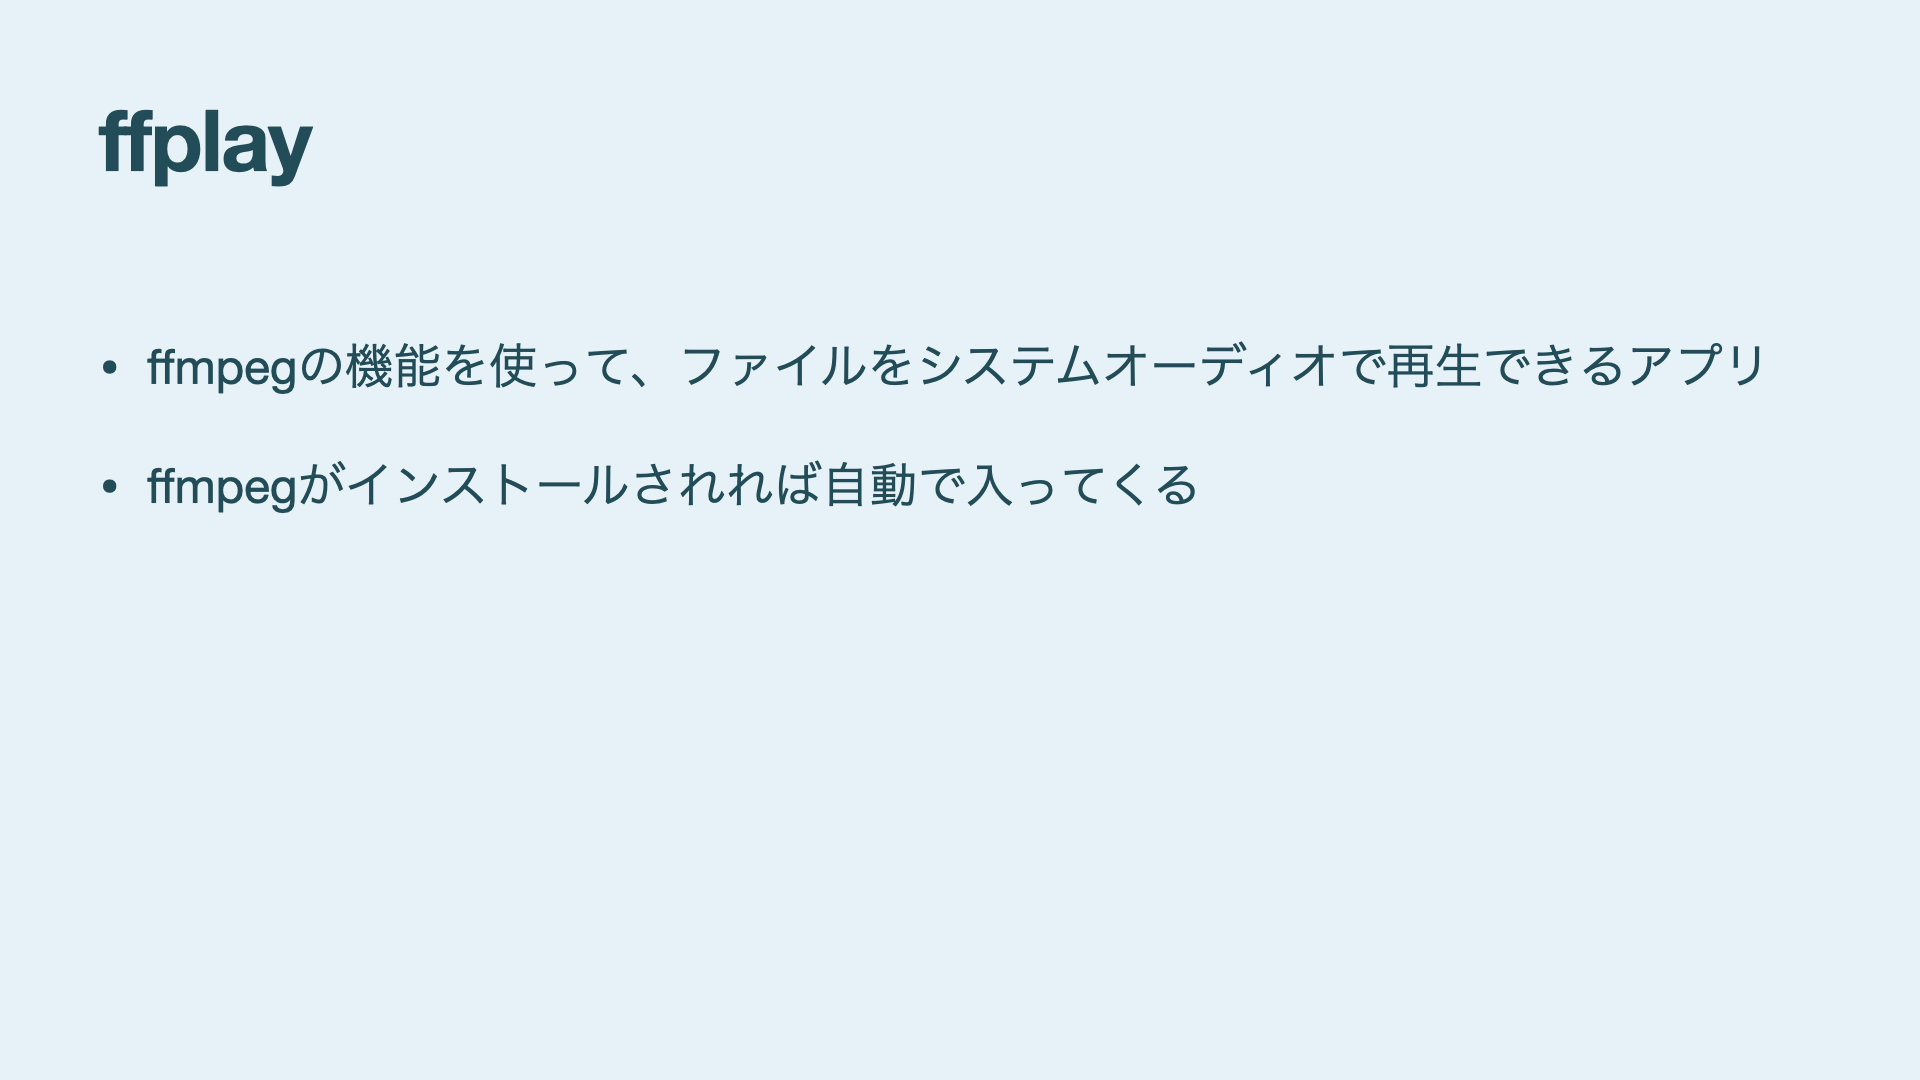 ffplay
• ffmpegの機能を使って、ファイルをシステムオーディオで再生できるアプリ
• ffmpegがインストールされれば自動で入ってくる